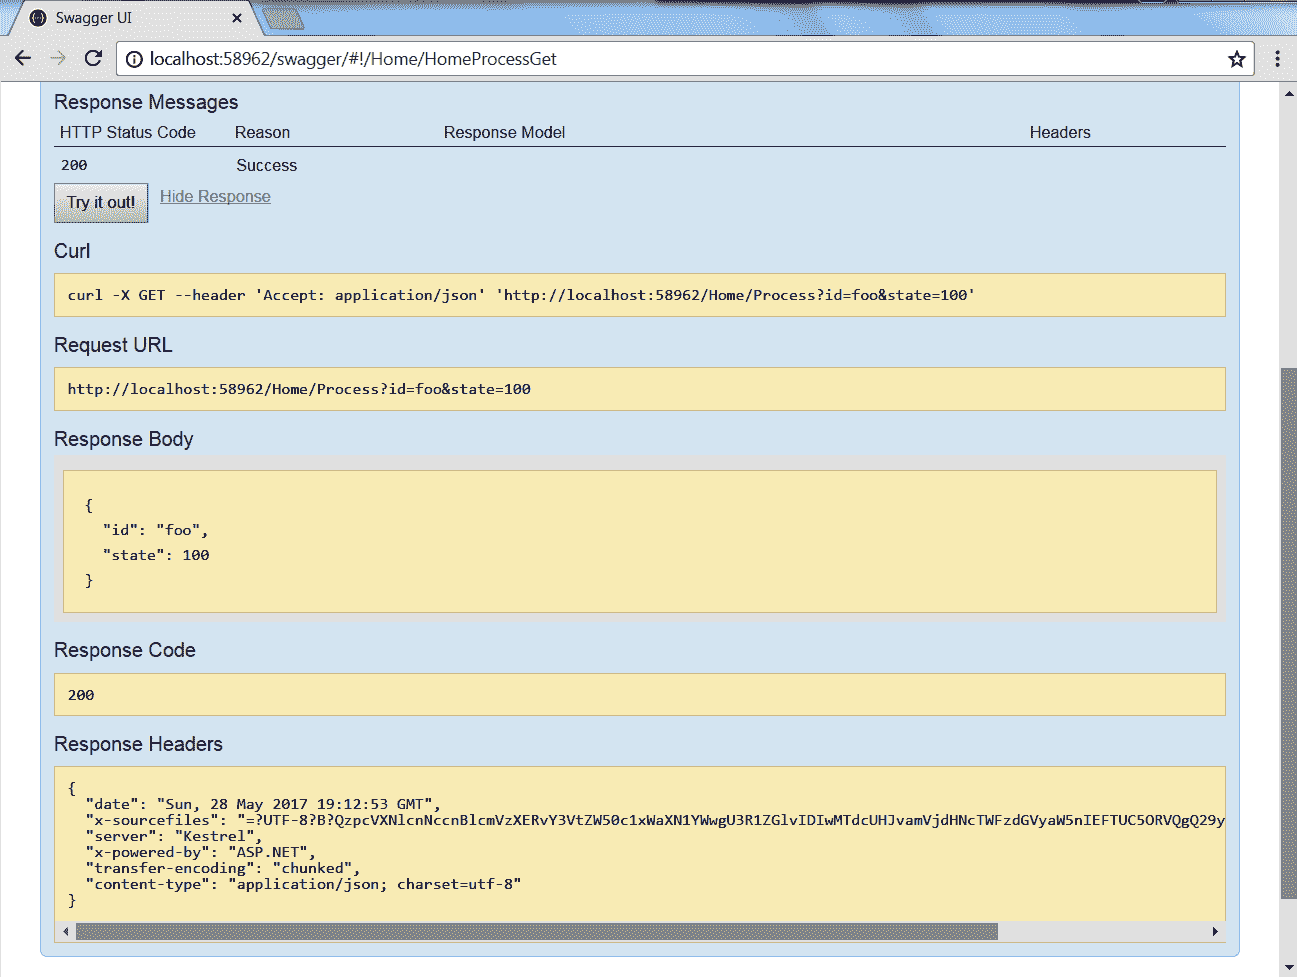 Swagger UI
localhost:58962/swagger/#!/Home/HomeProcessGet
Response Messages
HTTP Status Code Reason Response Model Headers
200 Success
Try it out! Hide Response
Curl
curl -X GET --header 'Accept: application/json' 'http://localhost:58962/Home/Process?id=foo&state=100'
Request URL
http://localhost:58962/Home/Process?id=foo&state=100
Response Body
{
"id": "foo",
"state": 100
}
Response Code
200
Response Headers
{
"date": "Sun, 28 May 2017 19:12:53 GMT",
"x-sourcefiles": "=?UTF-8?B?QzpcVXNlcnNccnBlcmVzXERvY3VtZW50c1xWaXN1YWwgU3R1ZGlvIDIwMTdcUHJvamVjdHNcTWFzdGVyaW5nIEFTUC5ORVQgQ29y
"server": "Kestrel",
"x-powered-by": "ASP.NET",
"transfer-encoding": "chunked",
"content-type": "application/json; charset=utf-8"
}